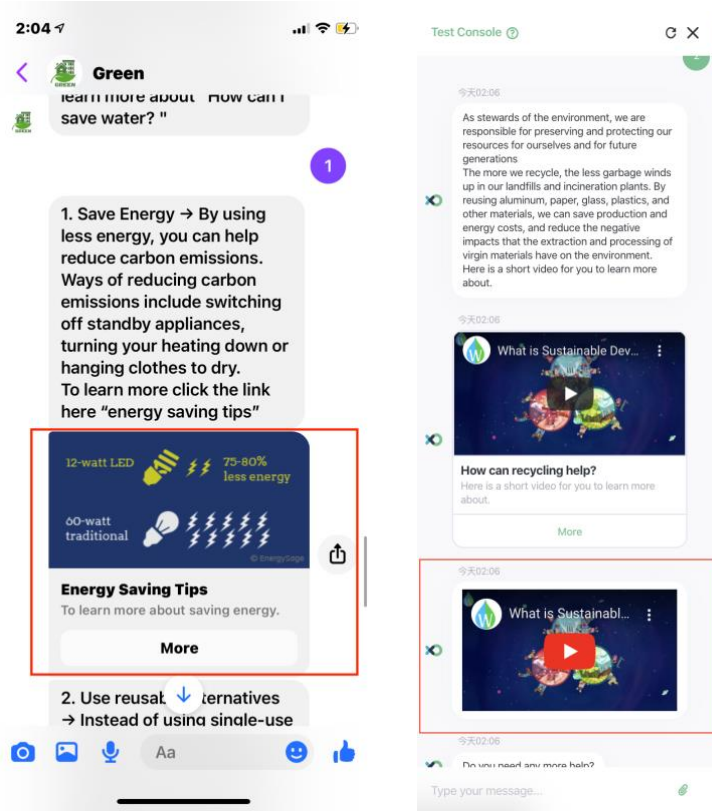 2:04
Green
learn more about "How can I
save water? "
1
1. Save Energy → By using
less energy, you can help
reduce carbon emissions.
Ways of reducing carbon
emissions include switching
off standby appliances,
turning your heating down or
hanging clothes to dry.
To learn more click the link
here “energy saving tips”
12-watt LED
75-80%
less energy
60-watt
traditional
© EnergySage
Energy Saving Tips
To learn more about saving energy.
More
2. Use reusab
ternatives
→ Instead of using single-use
Aa
Test Console
2
今天02:06
As stewards of the environment, we are
responsible for preserving and protecting our
resources for ourselves and for future
generations
The more we recycle, the less garbage winds
up in our landfills and incineration plants. By
reusing aluminum, paper, glass, plastics, and
other materials, we can save production and
energy costs, and reduce the negative
impacts that the extraction and processing of
virgin materials have on the environment.
Here is a short video for you to learn more
about.
今天02:06
What is Sustainable Dev...
How can recycling help?
Here is a short video for you to learn more
about.
More
今天02:06
What is Sustainabl...
今天02:06
Do you need any more help?
Type your message...